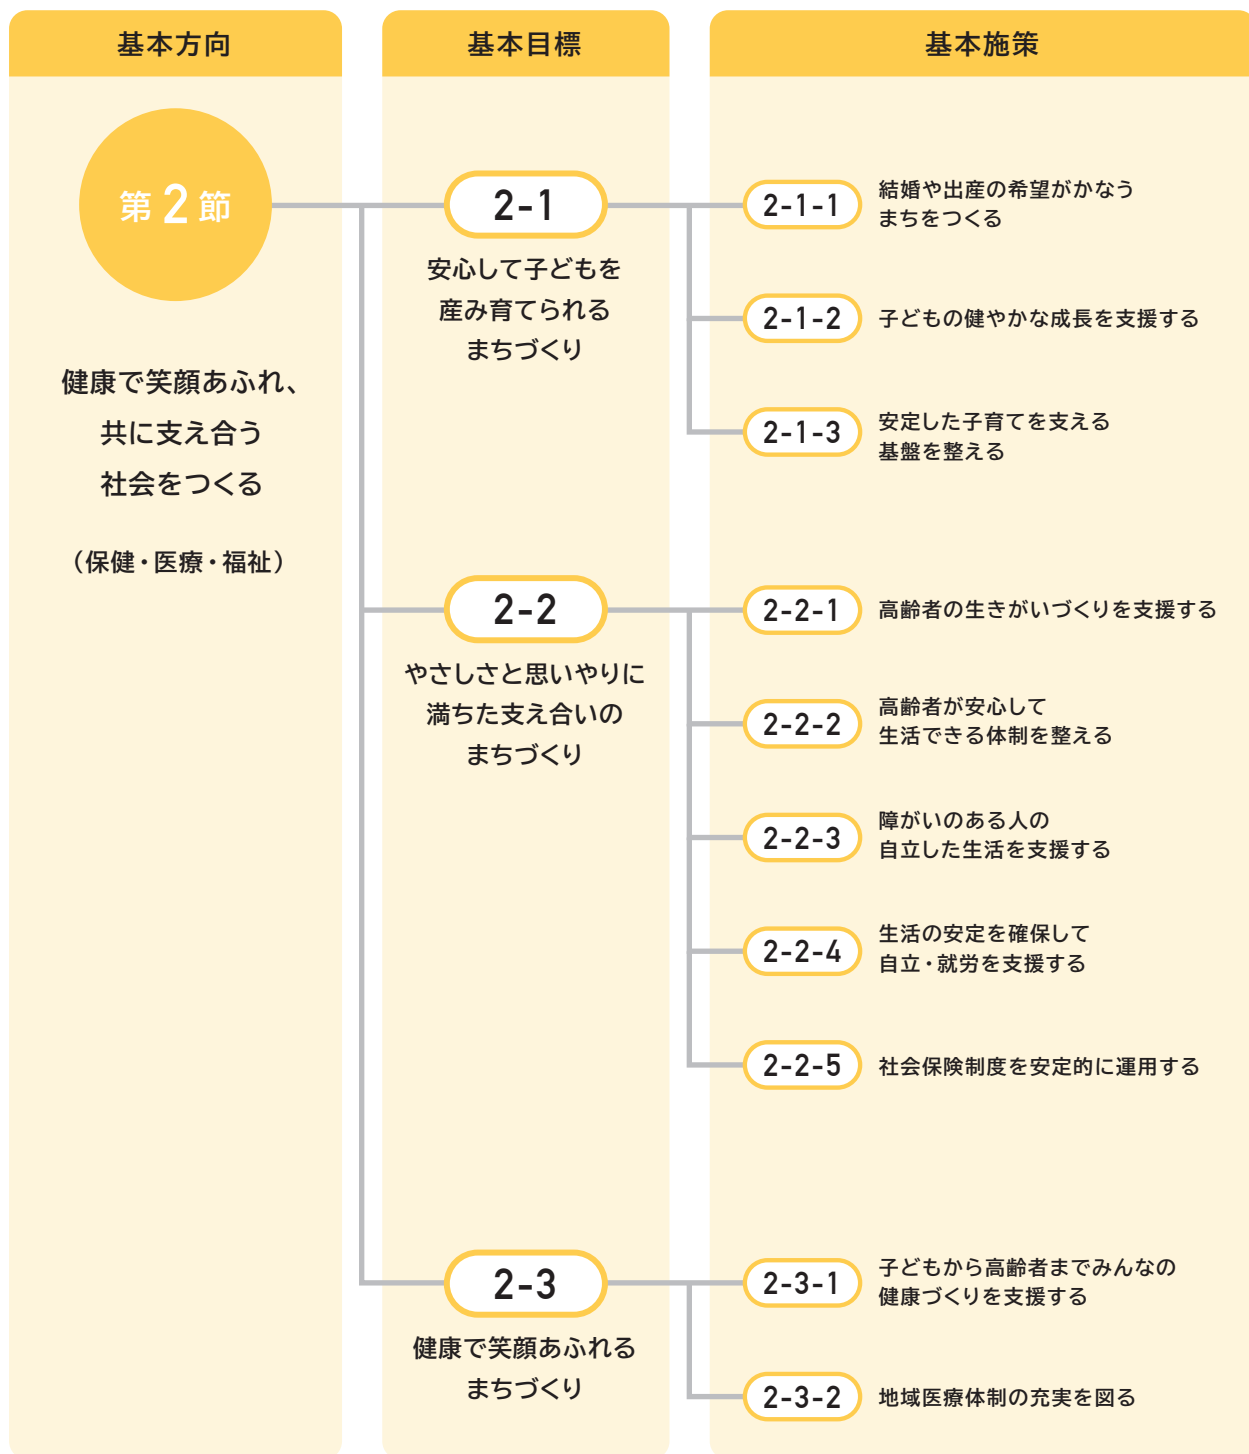 基本方向
基本目標
基本施策
第2節
健康で笑顔あふれ、
共に支え合う
社会をつくる
（保健・医療・福祉）
2-1
安心して子どもを
産み育てられる
まちづくり
2-1-1
結婚や出産の希望がかなう
まちをつくる
2-1-2
子どもの健やかな成長を支援する
2-1-3
安定した子育てを支える
基盤を整える
2-2
やさしさと思いやりに
満ちた支え合いの
まちづくり
2-2-1
高齢者の生きがいづくりを支援する
2-2-2
高齢者が安心して
生活できる体制を整える
2-2-3
障がいのある人の
自立した生活を支援する
2-2-4
生活の安定を確保して
自立・就労を支援する
2-2-5
社会保険制度を安定的に運用する
2-3
健康で笑顔あふれる
まちづくり
2-3-1
子どもから高齢者までみんなの
健康づくりを支援する
2-3-2
地域医療体制の充実を図る